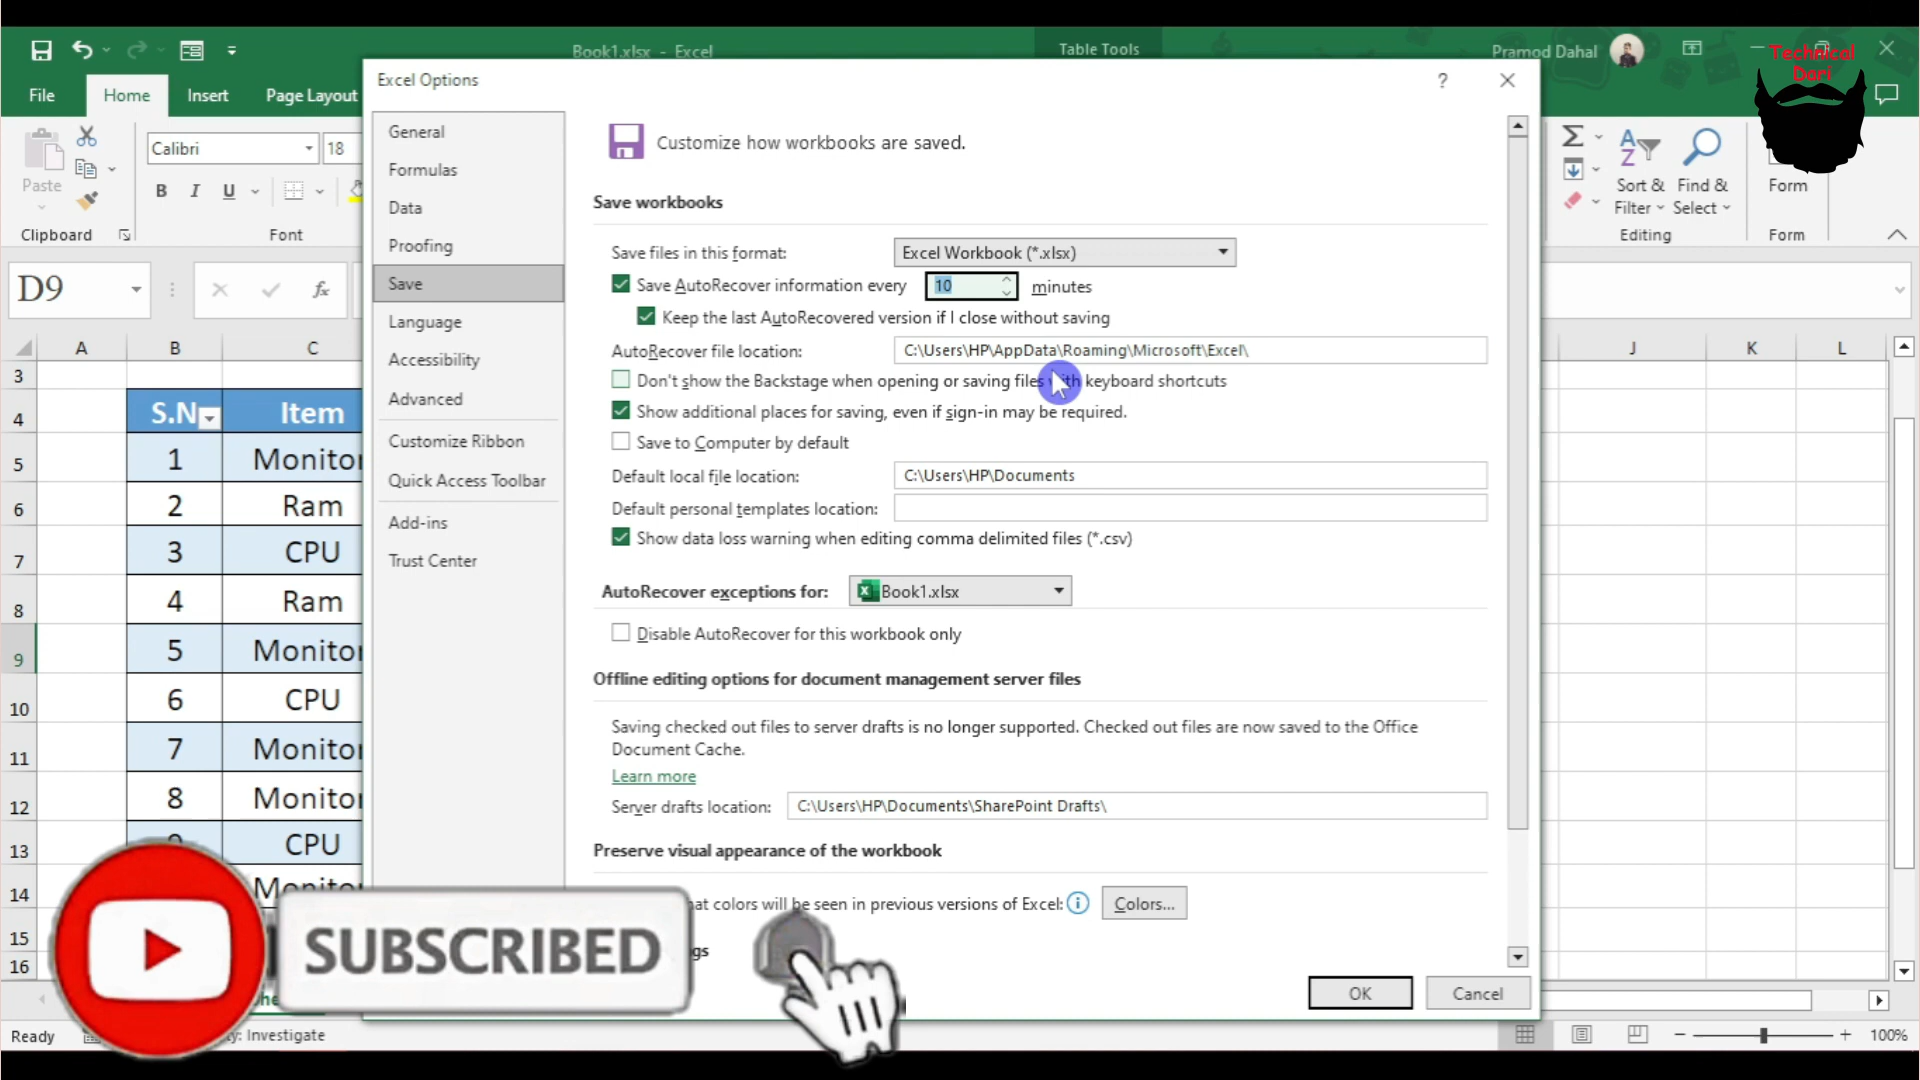 Book1.xlsx - Excel
Table Tools
Pramod Dahal
Technical
Dari
File
Home
Insert
Page Layout
Excel Options
?
Paste
Clipboard
Calibri
18
B I U
Font
Sort &
Filter
Find &
Select
Editing
Form
Form
D9
fx
General
Formulas
Data
Proofing
Save
Language
Accessibility
Advanced
Customize Ribbon
Quick Access Toolbar
Add-ins
Trust Center
Customize how workbooks are saved.
Save workbooks
Save files in this format: Excel Workbook (*.xlsx)
Save AutoRecover information every 10 minutes
Keep the last AutoRecovered version if I close without saving
AutoRecover file location: C:\Users\HP\AppData\Roaming\Microsoft\Excel\
Don't show the Backstage when opening or saving files with keyboard shortcuts
Show additional places for saving, even if sign-in may be required.
Save to Computer by default
Default local file location: C:\Users\HP\Documents
Default personal templates location:
Show data loss warning when editing comma delimited files (*.csv)
AutoRecover exceptions for: Book1.xlsx
Disable AutoRecover for this workbook only
Offline editing options for document management server files
Saving checked out files to server drafts is no longer supported. Checked out files are now saved to the Office
Document Cache.
Learn more
Server drafts location: C:\Users\HP\Documents\SharePoint Drafts\
Preserve visual appearance of the workbook
colors will be seen in previous versions of Excel: Colors...
OK
Cancel
A B C J K L
3
4 S.N Item
5 1 Monitor
6 2 Ram
7 3 CPU
8 4 Ram
9 5 Monitor
10 6 CPU
11 7 Monitor
12 8 Monitor
13 9 CPU
14 Monitor
15
16
SUBSCRIBED
Ready
Investigate
100%